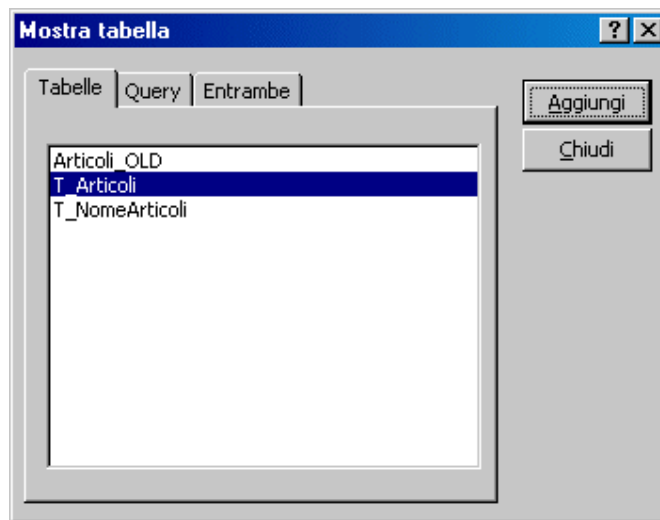 Mostra tabella
Tabelle Query Entrambe
Aggiungi
Chiudi
Articoli_OLD
T_Articoli
T_NomeArticoli